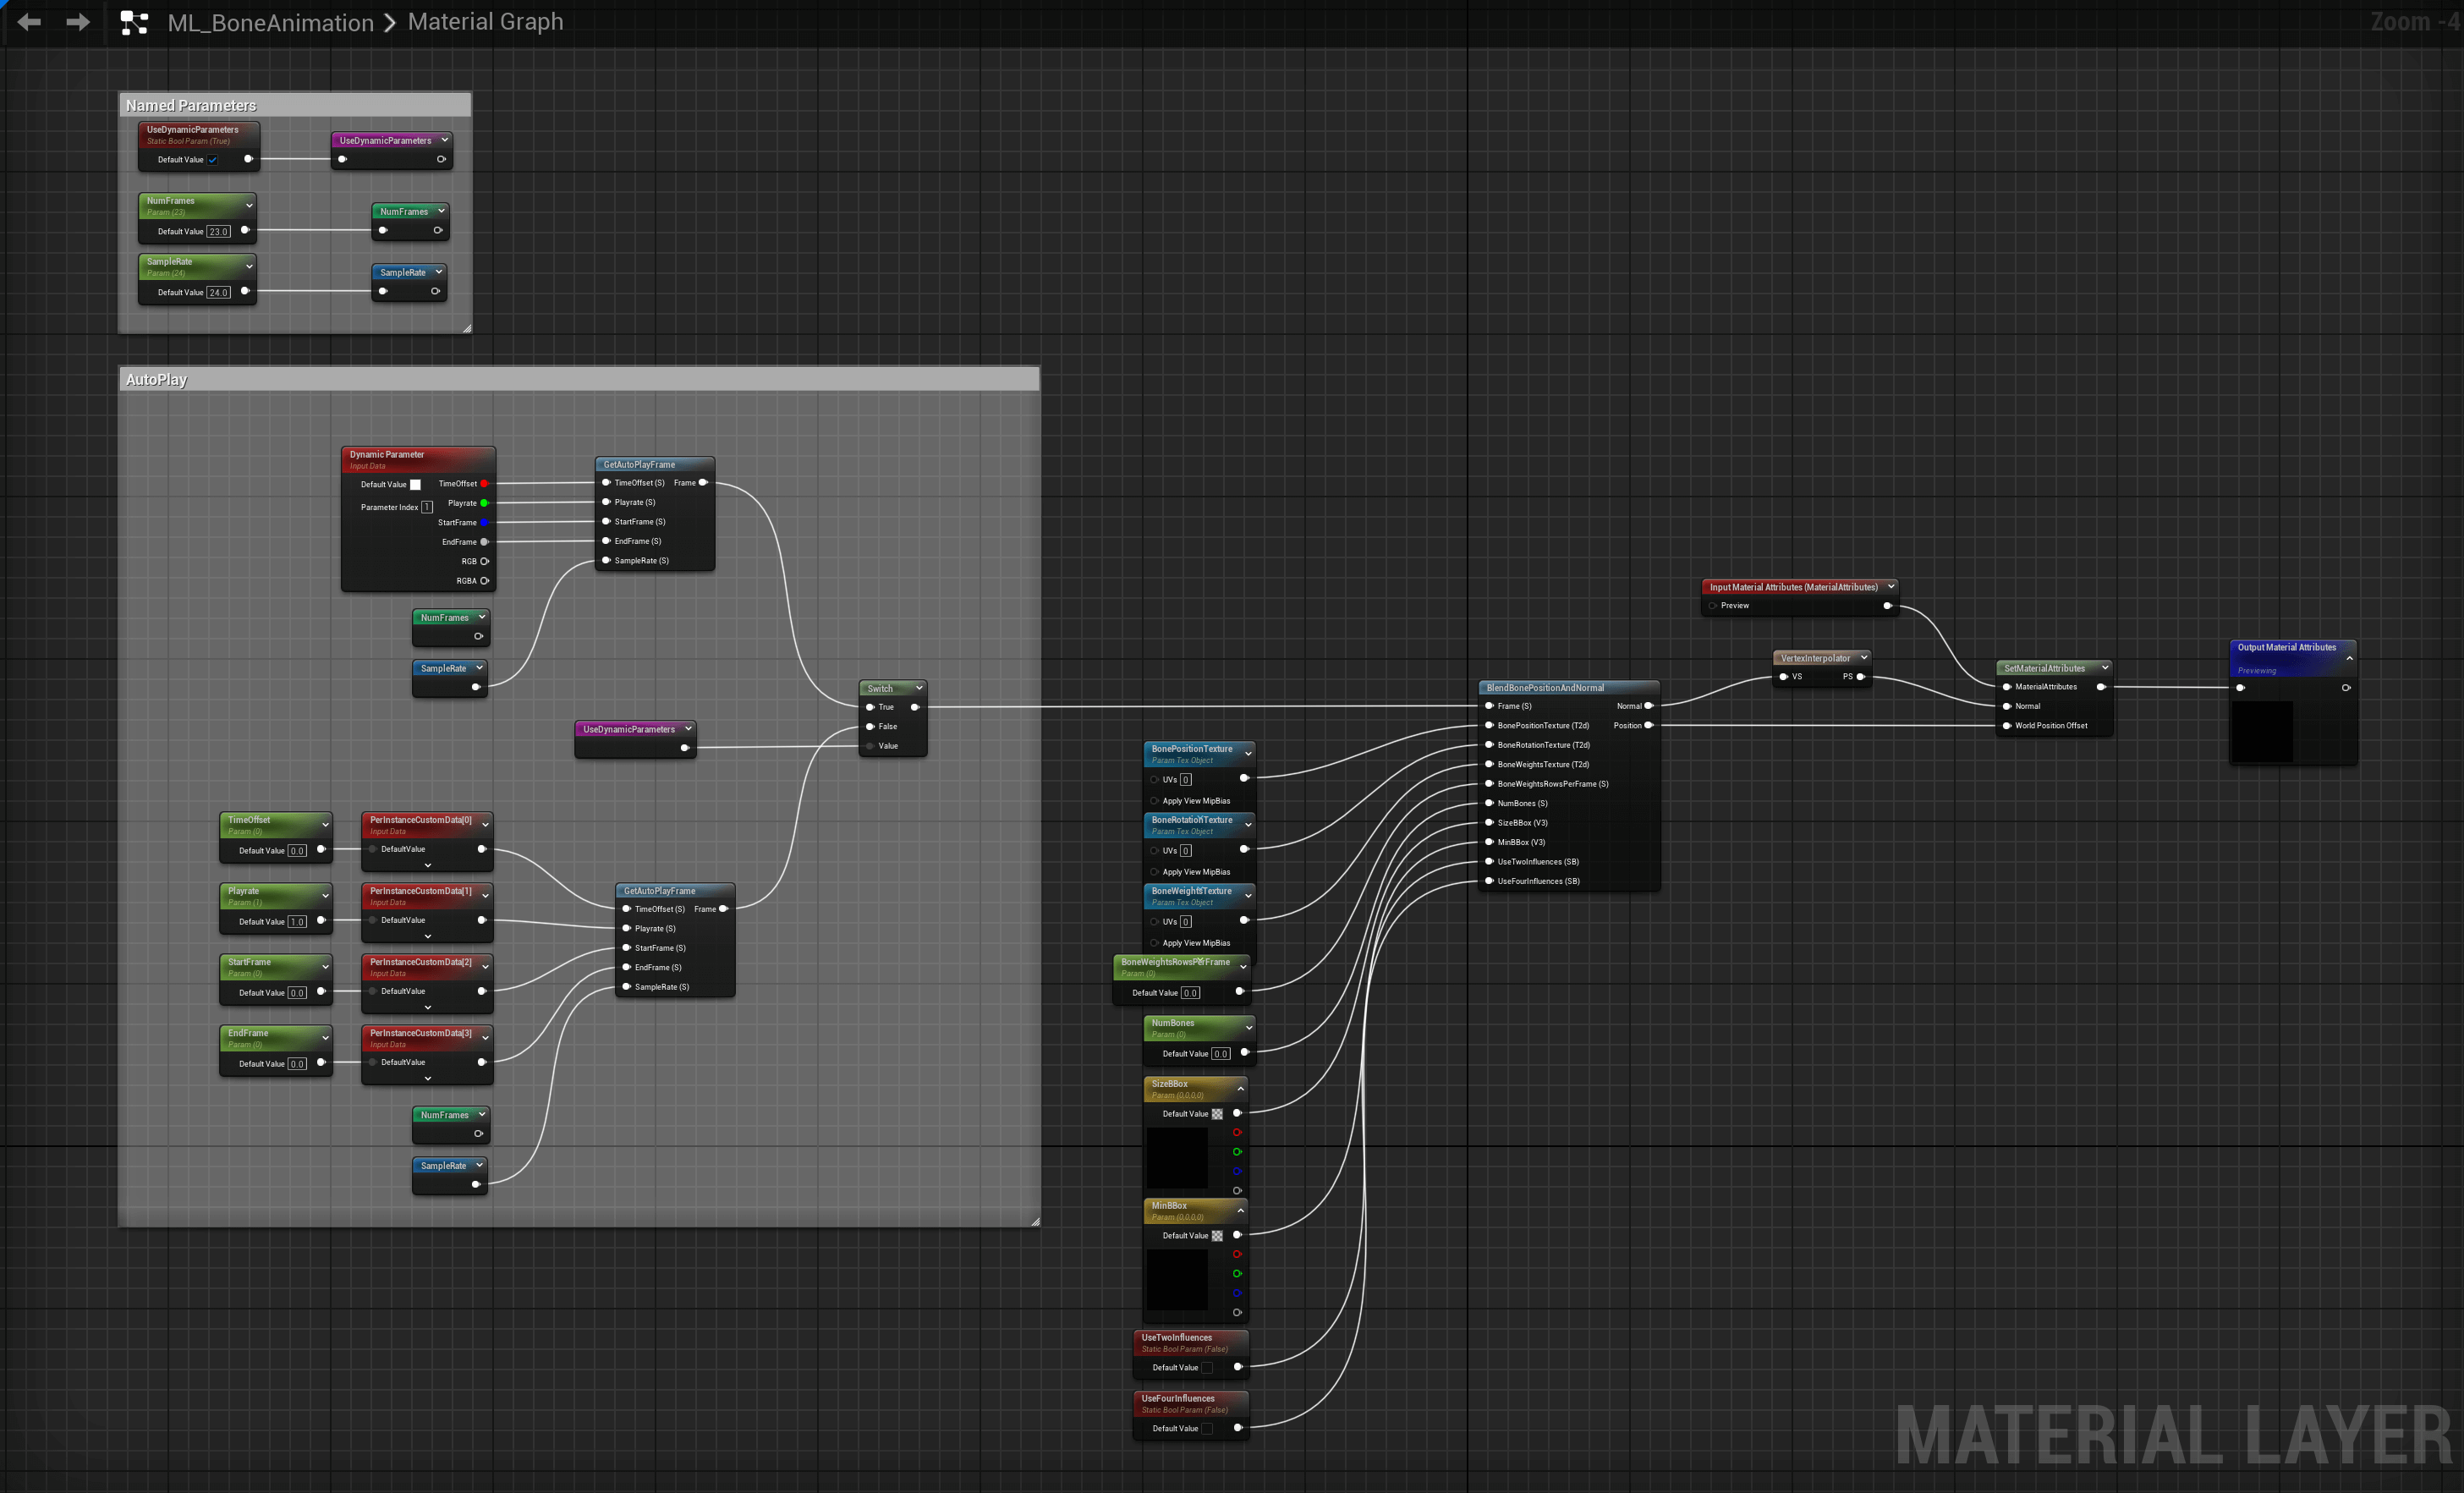 ML_BoneAnimation
Material Graph
Zoom -4
Named Parameters
UseDynamicParameters
Static Bool Param (True)
Default Value
UseDynamicParameters
NumFrames
Param (23)
Default Value 23.0
NumFrames
SampleRate
Param (24)
Default Value 24.0
SampleRate
AutoPlay
Dynamic Parameter
Input Data
Default Value
Parameter Index 1
TimeOffset
Playrate
StartFrame
EndFrame
RGB
RGBA
GetAutoPlayFrame
TimeOffset (S) Frame
Playrate (S)
StartFrame (S)
EndFrame (S)
SampleRate (S)
NumFrames
SampleRate
Switch
True
False
Value
UseDynamicParameters
TimeOffset
Param (0)
Default Value 0.0
PerInstanceCustomData[0]
Input Data
DefaultValue
Playrate
Param (1)
Default Value 1.0
PerInstanceCustomData[1]
Input Data
DefaultValue
StartFrame
Param (0)
Default Value 0.0
PerInstanceCustomData[2]
Input Data
DefaultValue
EndFrame
Param (0)
Default Value 0.0
PerInstanceCustomData[3]
Input Data
DefaultValue
GetAutoPlayFrame
TimeOffset (S) Frame
Playrate (S)
StartFrame (S)
EndFrame (S)
SampleRate (S)
NumFrames
SampleRate
BonePositionTexture
Param Tex Object
UVs 0
Apply View MipBias
BoneRotationTexture
Param Tex Object
UVs 0
Apply View MipBias
BoneWeightsTexture
Param Tex Object
UVs 0
Apply View MipBias
BoneWeightsRowsPerFrame
Param (0)
Default Value 0.0
NumBones
Param (0)
Default Value 0.0
SizeBBox
Param (0,0,0,0)
Default Value
MinBBox
Param (0,0,0,0)
Default Value
UseTwoInfluences
Static Bool Param (False)
Default Value
UseFourInfluences
Static Bool Param (False)
Default Value
BlendBonePositionAndNormal
Frame (S) Normal
BonePositionTexture (T2d) Position
BoneRotationTexture (T2d)
BoneWeightsTexture (T2d)
BoneWeightsRowsPerFrame (S)
NumBones (S)
SizeBBox (V3)
MinBBox (V3)
UseTwoInfluences (SB)
UseFourInfluences (SB)
Input Material Attributes (MaterialAttributes)
Preview
VertexInterpolator
VS PS
SetMaterialAttributes
MaterialAttributes
Normal
World Position Offset
Output Material Attributes
Previewing
MATERIAL LAYER